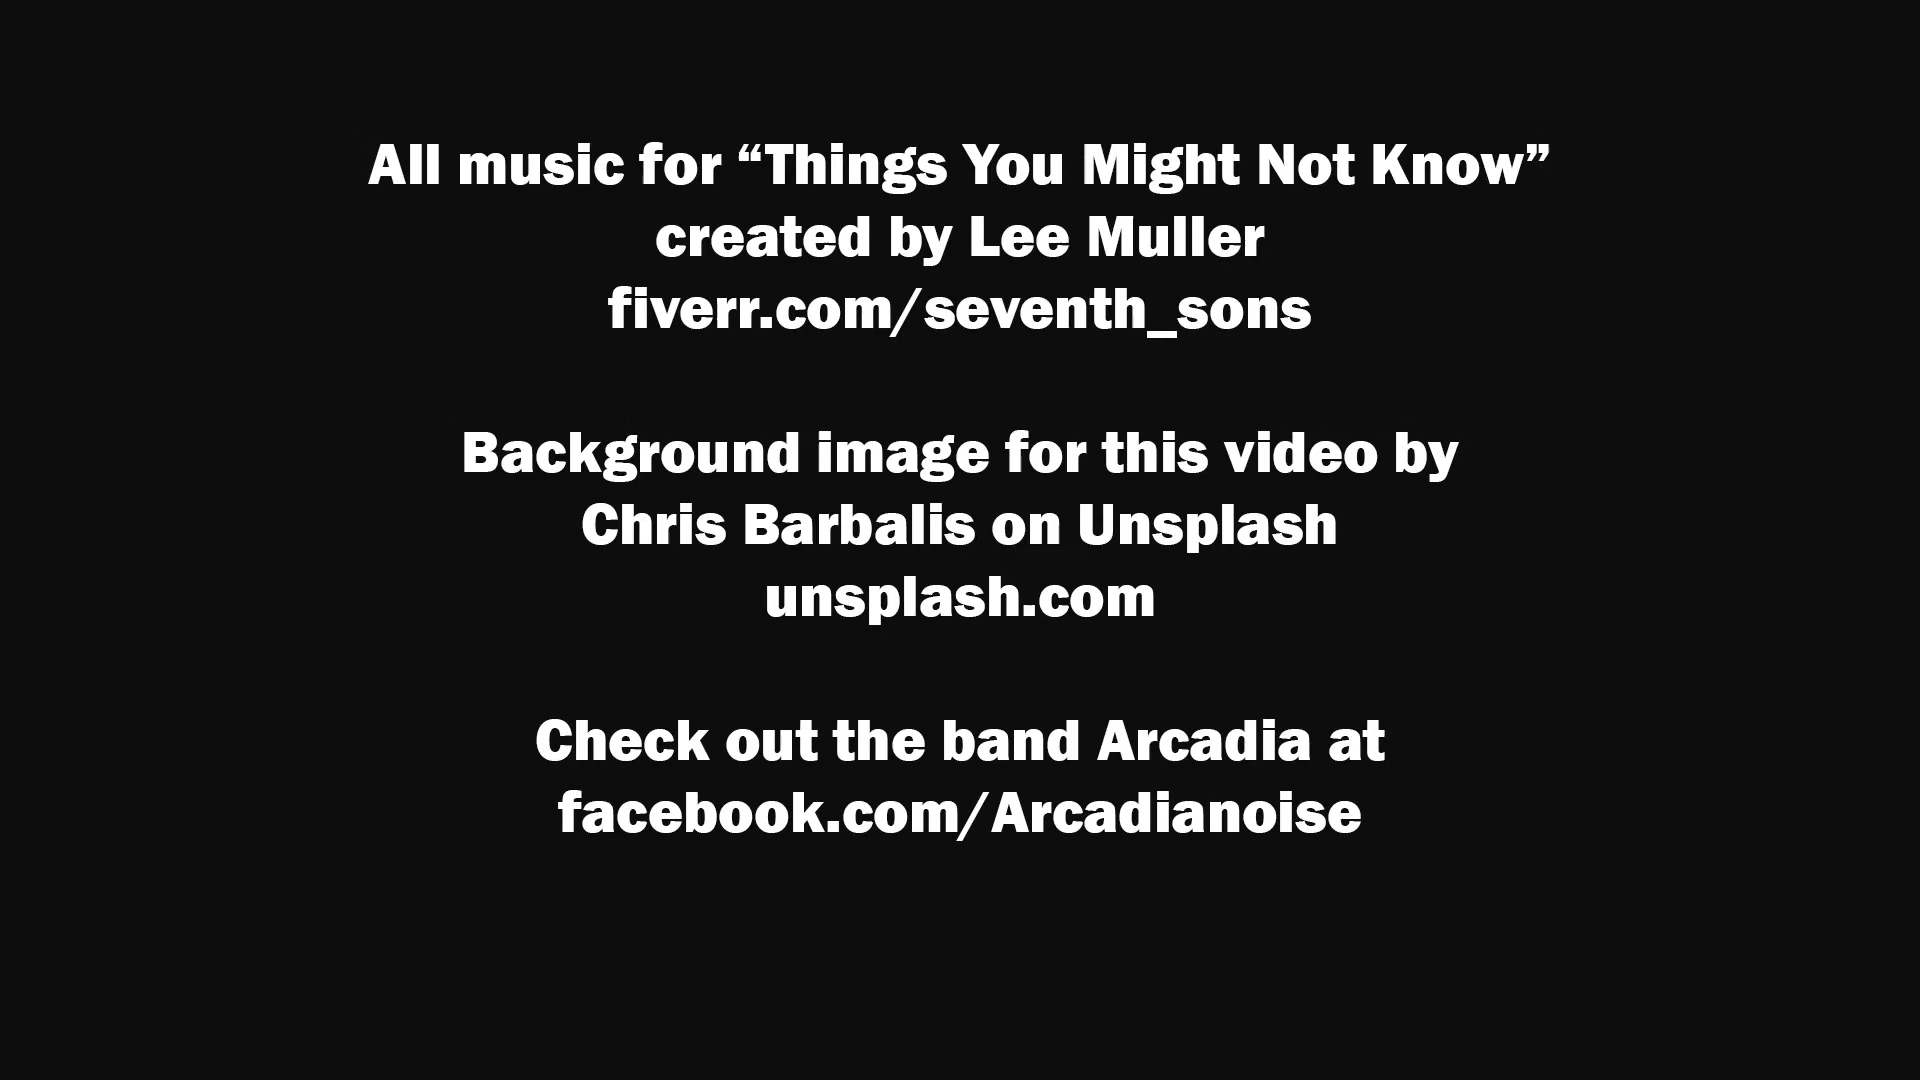 All music for “Things You Might Not Know”
created by Lee Muller
fiverr.com/seventh_sons
Background image for this video by
Chris Barbalis on Unsplash
unsplash.com
Check out the band Arcadia at
facebook.com/Arcadianoise